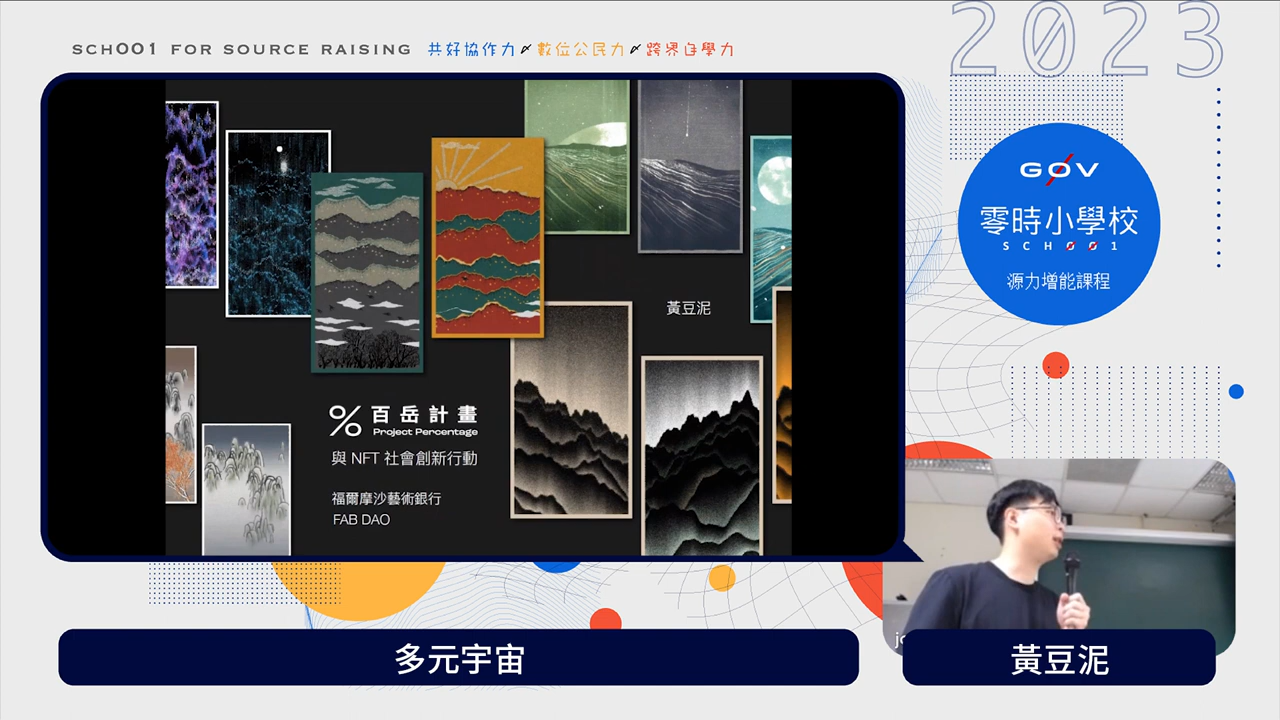 SCH001 FOR SOURCE RAISING 共好協作力 數位公民力 跨界自學力
2023
G0V
零時小學校
SCH001
源力增能課程
黃豆泥
百岳計畫
Project Percentage
與 NFT 社會創新行動
福爾摩沙藝術銀行
FAB DAO
多元宇宙
黃豆泥